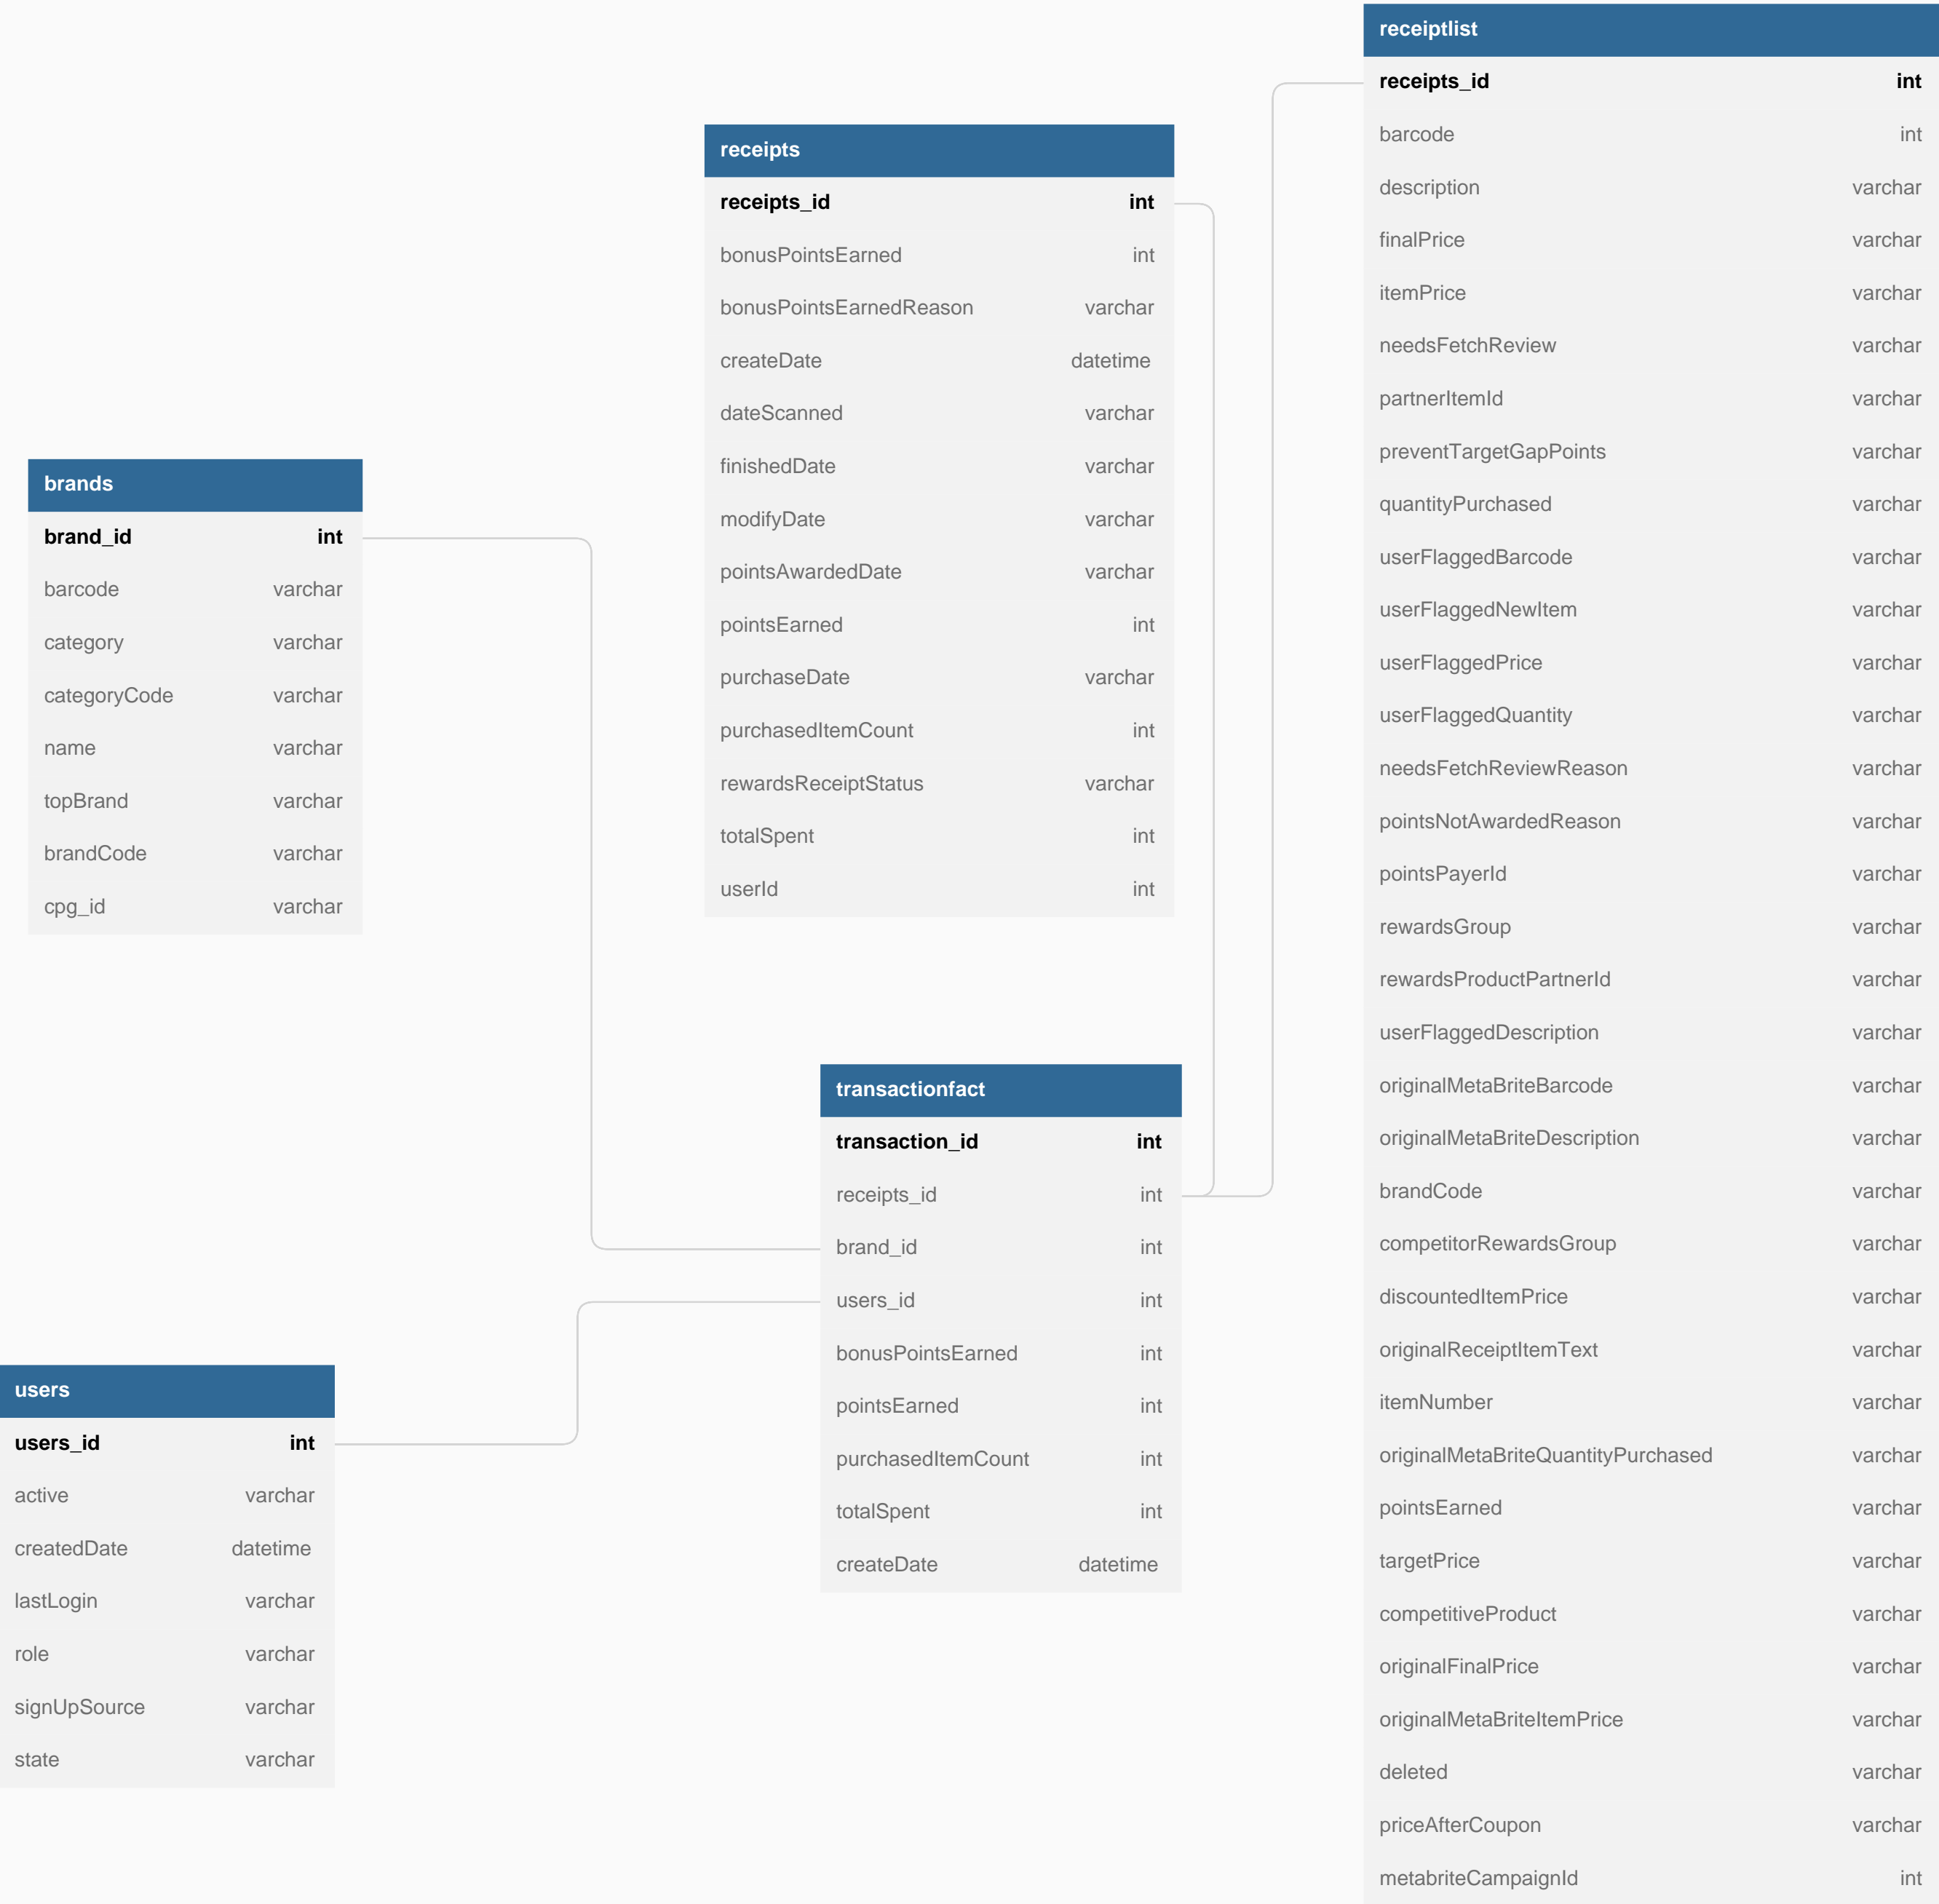 receiptlist
receipts_id int
barcode int
description varchar
finalPrice varchar
itemPrice varchar
needsFetchReview varchar
partnerItemId varchar
preventTargetGapPoints varchar
quantityPurchased varchar
userFlaggedBarcode varchar
userFlaggedNewItem varchar
userFlaggedPrice varchar
userFlaggedQuantity varchar
needsFetchReviewReason varchar
pointsNotAwardedReason varchar
pointsPayerId varchar
rewardsGroup varchar
rewardsProductPartnerId varchar
userFlaggedDescription varchar
originalMetaBriteBarcode varchar
originalMetaBriteDescription varchar
brandCode varchar
competitorRewardsGroup varchar
discountedItemPrice varchar
originalReceiptItemText varchar
itemNumber varchar
originalMetaBriteQuantityPurchased varchar
pointsEarned varchar
targetPrice varchar
competitiveProduct varchar
originalFinalPrice varchar
originalMetaBriteItemPrice varchar
deleted varchar
priceAfterCoupon varchar
metabriteCampaignId int
receipts
receipts_id int
bonusPointsEarned int
bonusPointsEarnedReason varchar
createDate datetime
dateScanned varchar
finishedDate varchar
modifyDate varchar
pointsAwardedDate varchar
pointsEarned int
purchaseDate varchar
purchasedItemCount int
rewardsReceiptStatus varchar
totalSpent int
userId int
brands
brand_id int
barcode varchar
category varchar
categoryCode varchar
name varchar
topBrand varchar
brandCode varchar
cpg_id varchar
transactionfact
transaction_id int
receipts_id int
brand_id int
users_id int
bonusPointsEarned int
pointsEarned int
purchasedItemCount int
totalSpent int
createDate datetime
users
users_id int
active varchar
createdDate datetime
lastLogin varchar
role varchar
signUpSource varchar
state varchar